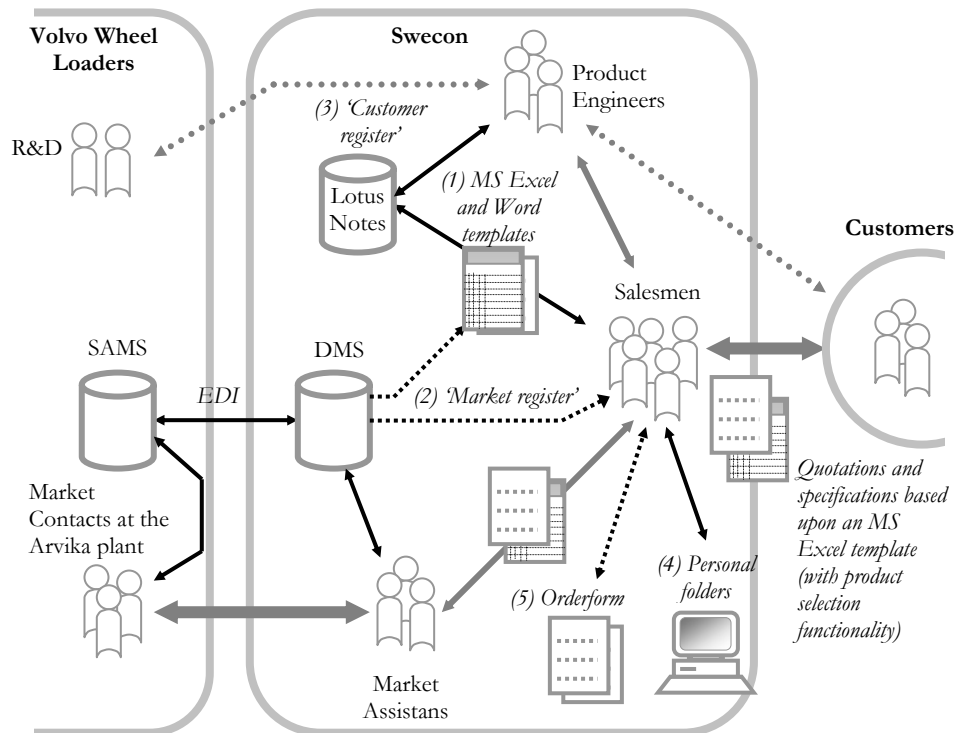 Volvo Wheel
Loaders
Swecon
Product
Engineers
R&D
(3) ‘Customer
register’
Lotus
Notes
(1) MS Excel
and Word
templates
Customers
Salesmen
SAMS
DMS
EDI
(2) ‘Market register’
Market
Contacts at the
Arvika plant
Quotations and
specifications based
upon an MS
Excel template
(with product
selection
functionality)
(4) Personal
folders
(5) Orderform
Market
Assistans